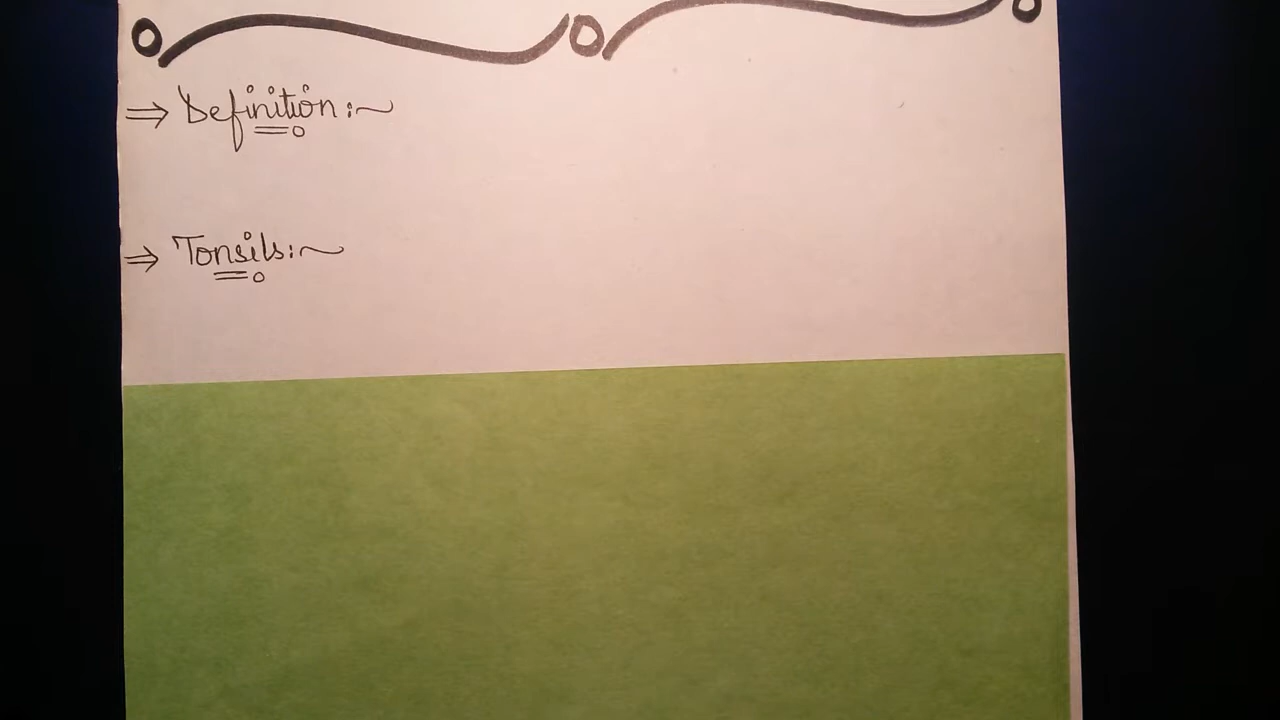 ⇒ Definition:~
⇒ Tonsils:~